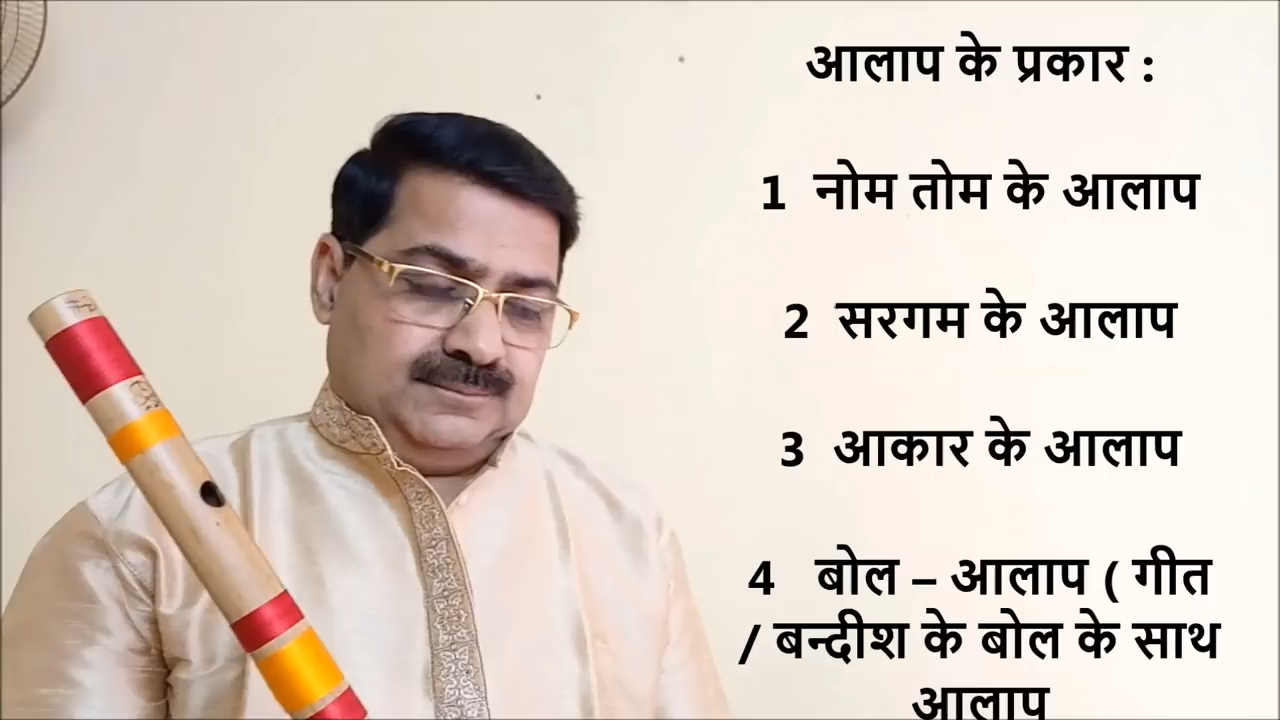 आलाप के प्रकार :
1 नोम तोम के आलाप
2 सरगम के आलाप
3 आकार के आलाप
4 बोल – आलाप ( गीत
/ बन्दीश के बोल के साथ
आलाप